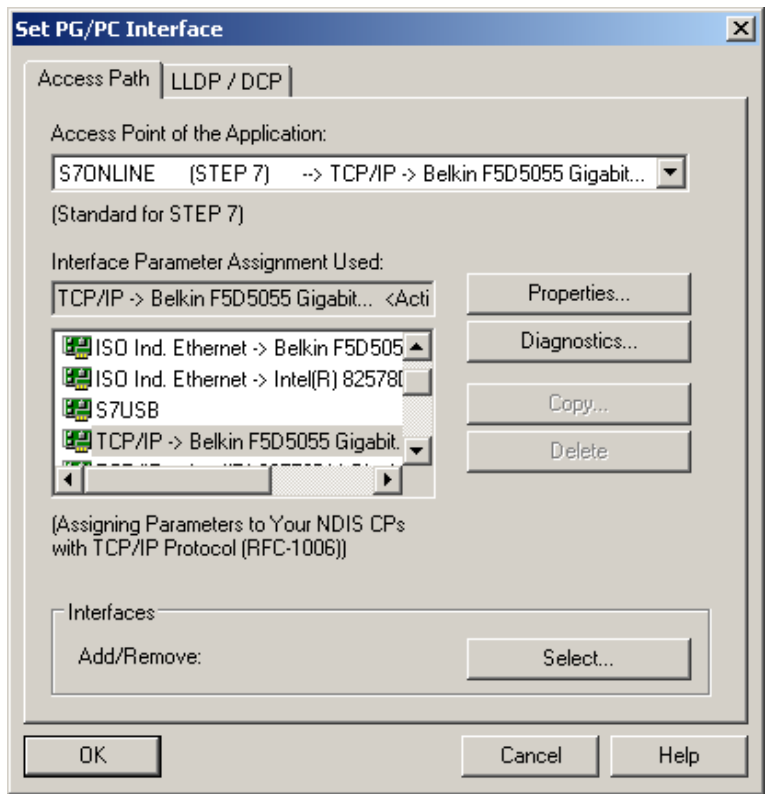 Set PG/PC Interface
Access Path
LLDP / DCP
Access Point of the Application:
S7ONLINE (STEP 7) --> TCP/IP -> Belkin F5D5055 Gigabit...
(Standard for STEP 7)
Interface Parameter Assignment Used:
TCP/IP -> Belkin F5D5055 Gigabit... <Acti
Properties...
Diagnostics...
ISO Ind. Ethernet -> Belkin F5D505
ISO Ind. Ethernet -> Intel(R) 82578
S7USB
TCP/IP -> Belkin F5D5055 Gigabit.
Copy...
Delete
(Assigning Parameters to Your NDIS CPs
with TCP/IP Protocol (RFC-1006))
Interfaces
Add/Remove:
Select...
OK
Cancel
Help